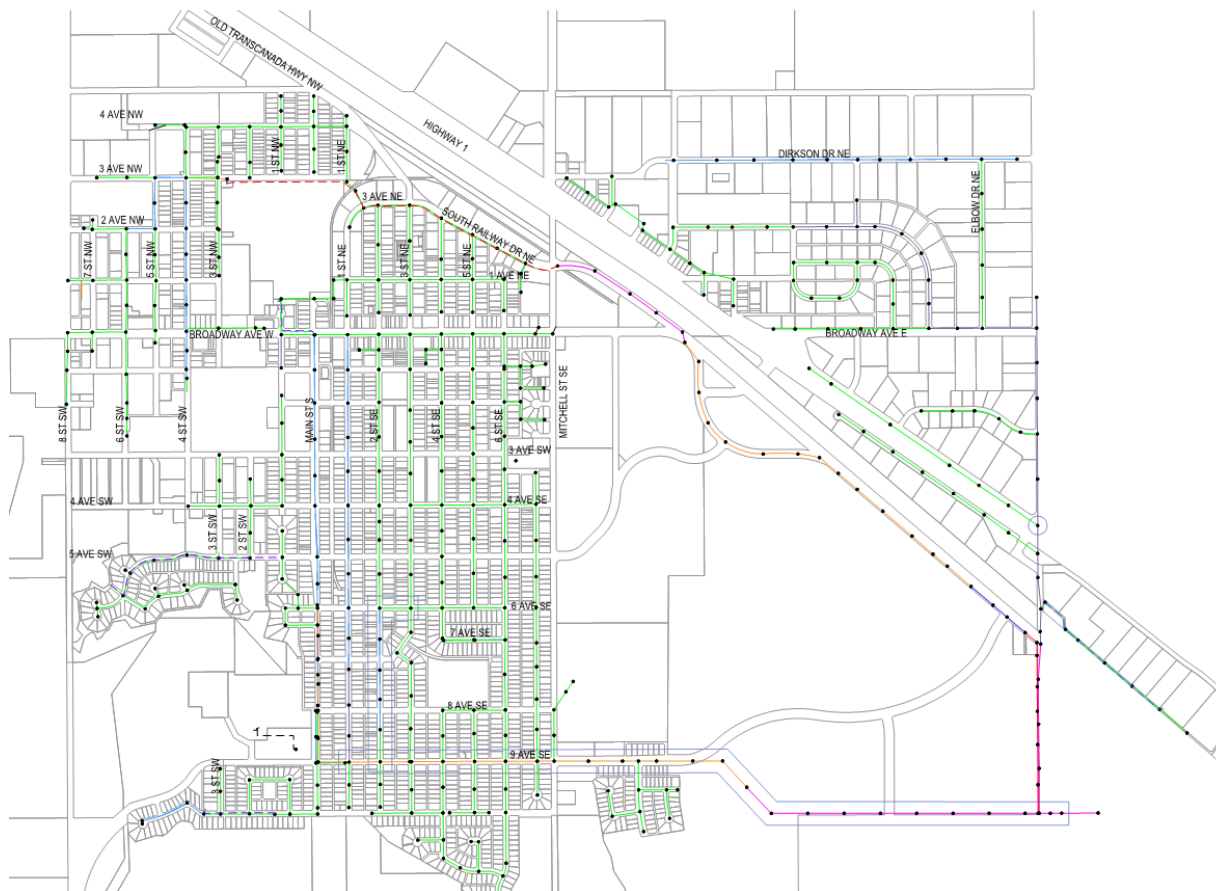 OLD TRANSCANADA HWY NW
HIGHWAY 1
4 AVE NW
1 ST NW
1 ST NE
DIRKSON DR NE
3 AVE NW
3 AVE NE
ELBOW DR NE
2 AVE NW
SOUTH RAILWAY DR NE
7 ST NW
5 ST NW
3 ST NW
1 ST NE
3 ST NE
5 ST NE
1 AVE NE
BROADWAY AVE W
BROADWAY AVE E
MITCHELL ST SE
8 ST SW
6 ST SW
4 ST SW
MAIN ST S
2 ST SE
4 ST SE
6 ST SE
3 AVE SW
4 AVE SW
4 AVE SE
3 ST SW
2 ST SW
5 AVE SW
6 AVE SE
7 AVE SE
8 AVE SE
9 AVE SE
3 ST SW